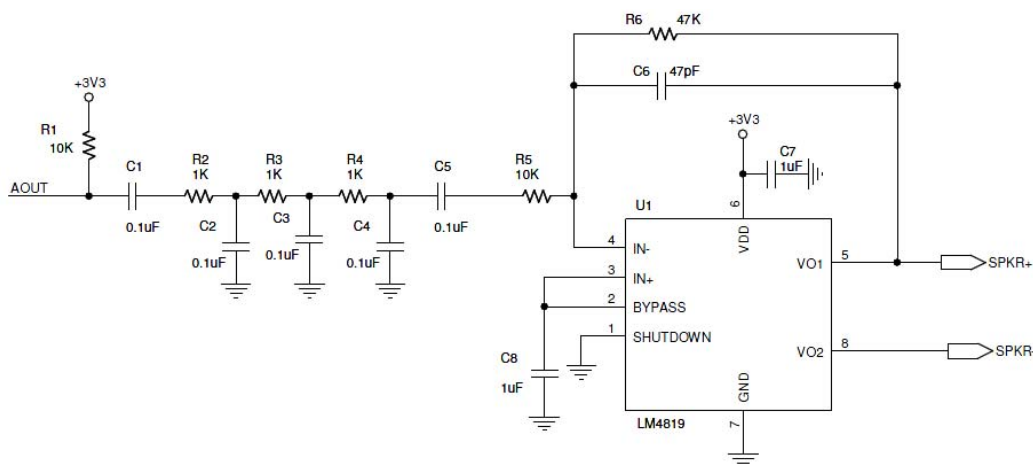 R6 47K
C6 47pF
+3V3
R1
10K
AOUT
C1
0.1uF
R2
1K
C2
0.1uF
R3
1K
C3
0.1uF
R4
1K
C4
0.1uF
C5
0.1uF
R5
10K
+3V3
C7
1uF
U1
6
VDD
4
IN-
3
IN+
2
BYPASS
1
SHUTDOWN
C8
1uF
VO1
5
SPKR+
VO2
8
SPKR-
GND
7
LM4819